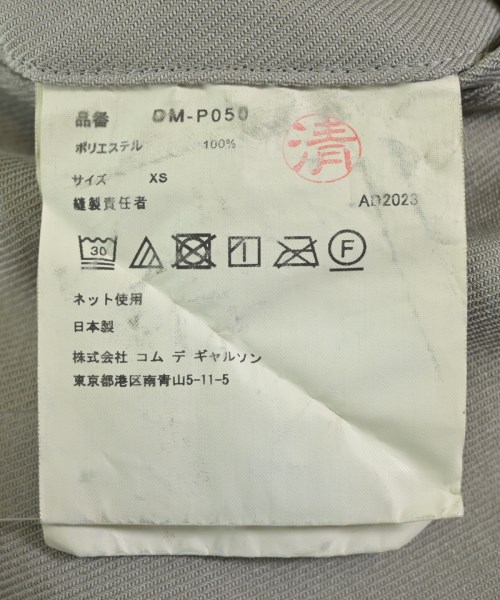 品番 OM-P050
ポリエステル 100%
清
サイズ XS
縫製責任者 AD2023
30
F
ネット使用
日本製
株式会社 コム デ ギャルソン
東京都港区南青山5-11-5